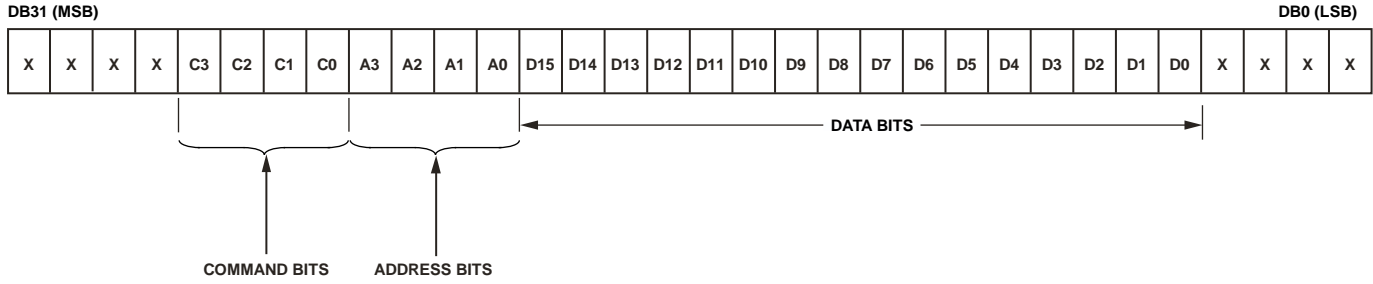 DB31 (MSB) DB0 (LSB)
X X X X C3 C2 C1 C0 A3 A2 A1 A0 D15 D14 D13 D12 D11 D10 D9 D8 D7 D6 D5 D4 D3 D2 D1 D0 X X X X
DATA BITS
COMMAND BITS ADDRESS BITS